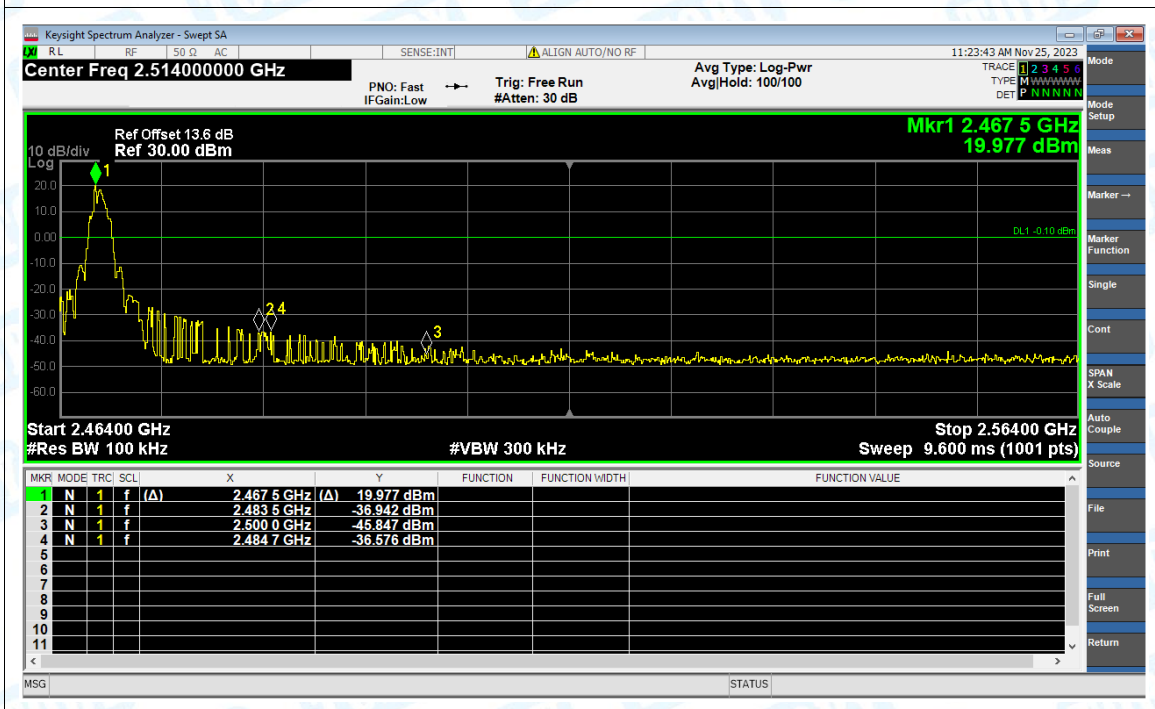 Keysight Spectrum Analyzer - Swept SA
LXI RL RF 50 Ω AC SENSE:INT ALIGN AUTO/NO RF 11:23:43 AM Nov 25, 2023
Center Freq 2.514000000 GHz
PNO: Fast
IFGain:Low
Trig: Free Run
#Atten: 30 dB
Avg Type: Log-Pwr
Avg|Hold: 100/100
TRACE 1 2 3 4 5 6
TYPE M WWWWW
DET P N N N N N
Mkr1 2.467 5 GHz
19.977 dBm
Ref Offset 13.6 dB
Ref 30.00 dBm
10 dB/div
Log
20.0
10.0
0.00
-10.0
-20.0
-30.0
-40.0
-50.0
-60.0
1
2 4
3
DL1 -0.10 dBm
Start 2.46400 GHz
Stop 2.56400 GHz
#Res BW 100 kHz
#VBW 300 kHz
Sweep 9.600 ms (1001 pts)
MKR MODE TRC SCL X Y FUNCTION FUNCTION WIDTH FUNCTION VALUE
1 N 1 f (Δ) 2.467 5 GHz (Δ) 19.977 dBm
2 N 1 f 2.483 5 GHz -36.942 dBm
3 N 1 f 2.500 0 GHz -45.847 dBm
4 N 1 f 2.484 7 GHz -36.576 dBm
5
6
7
8
9
10
11
MSG
STATUS
Mode
Mode
Setup
Meas
Marker →
Marker
Function
Single
Cont
SPAN
X Scale
Auto
Couple
Source
File
Print
Full
Screen
Return